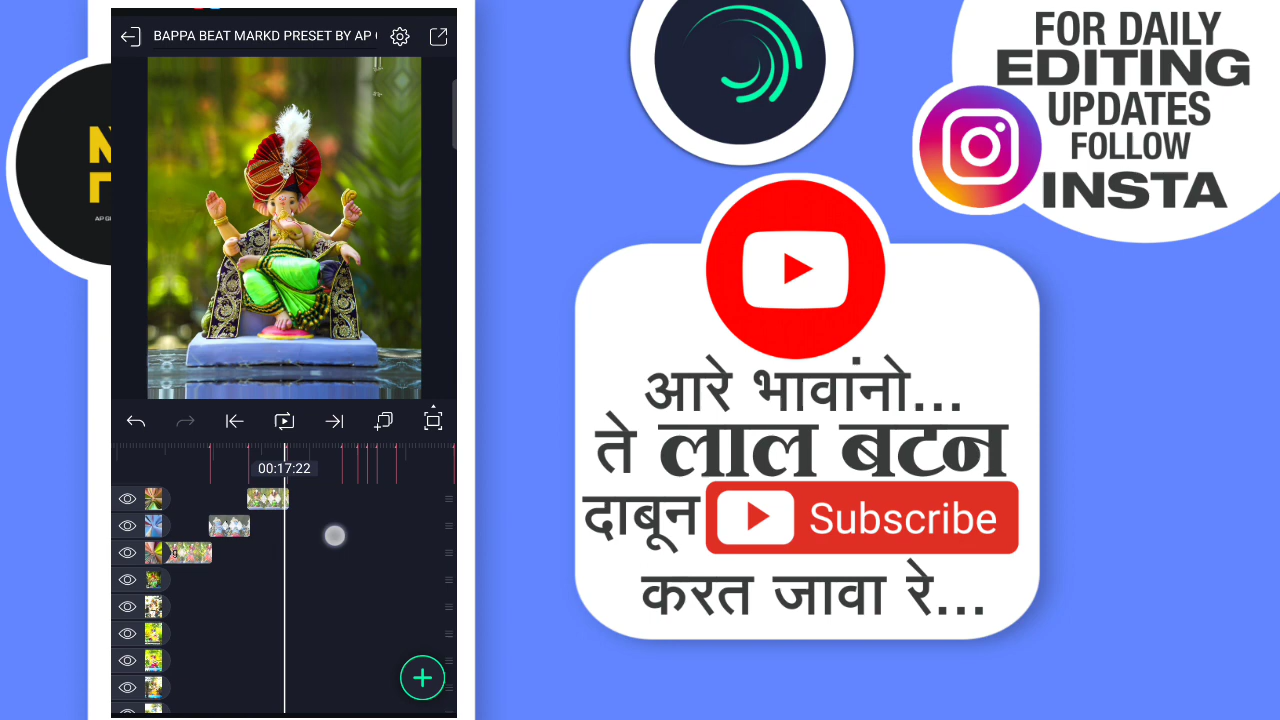 BAPPA BEAT MARKD PRESET BY AP
FOR DAILY
EDITING
UPDATES
FOLLOW
INSTA
आरे भावांनो...
ते लाल बटन
दाबून Subscribe
करत जावा रे...
00:17:22